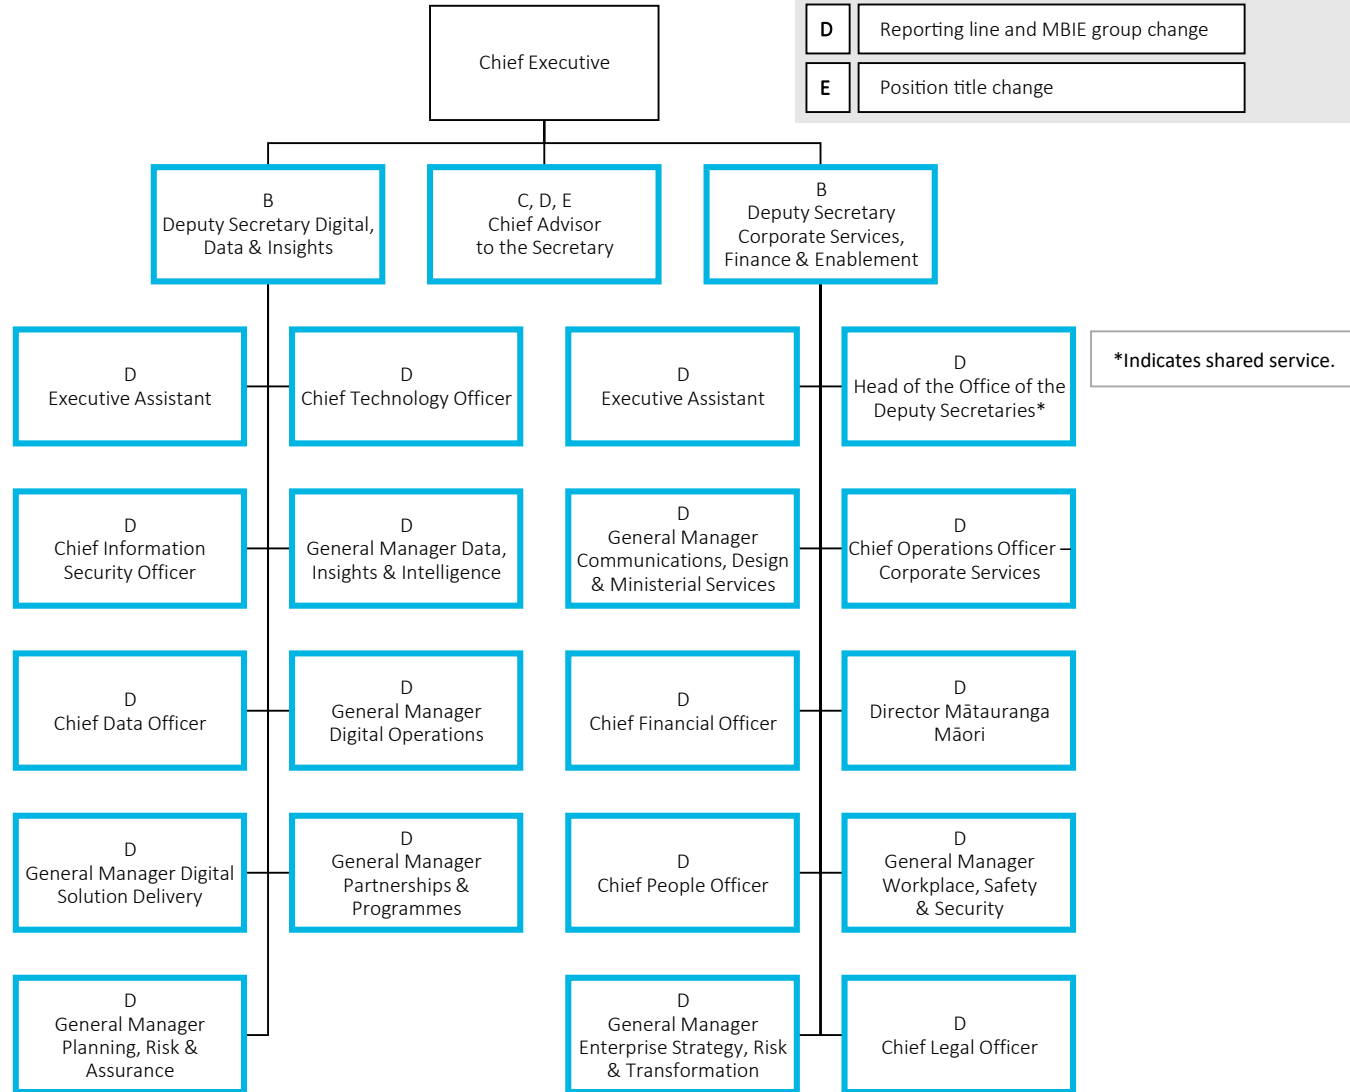 Chief Executive
D
Reporting line and MBIE group change
E
Position title change
B
Deputy Secretary Digital,
Data & Insights
C, D, E
Chief Advisor
to the Secretary
B
Deputy Secretary
Corporate Services,
Finance & Enablement
D
Executive Assistant
D
Chief Technology Officer
D
Executive Assistant
D
Head of the Office of the
Deputy Secretaries*
*Indicates shared service.
D
Chief Information
Security Officer
D
General Manager Data,
Insights & Intelligence
D
General Manager
Communications, Design
& Ministerial Services
D
Chief Operations Officer –
Corporate Services
D
Chief Data Officer
D
General Manager
Digital Operations
D
Chief Financial Officer
D
Director Mātauranga
Māori
D
General Manager Digital
Solution Delivery
D
General Manager
Partnerships &
Programmes
D
Chief People Officer
D
General Manager
Workplace, Safety
& Security
D
General Manager
Planning, Risk &
Assurance
D
General Manager
Enterprise Strategy, Risk
& Transformation
D
Chief Legal Officer